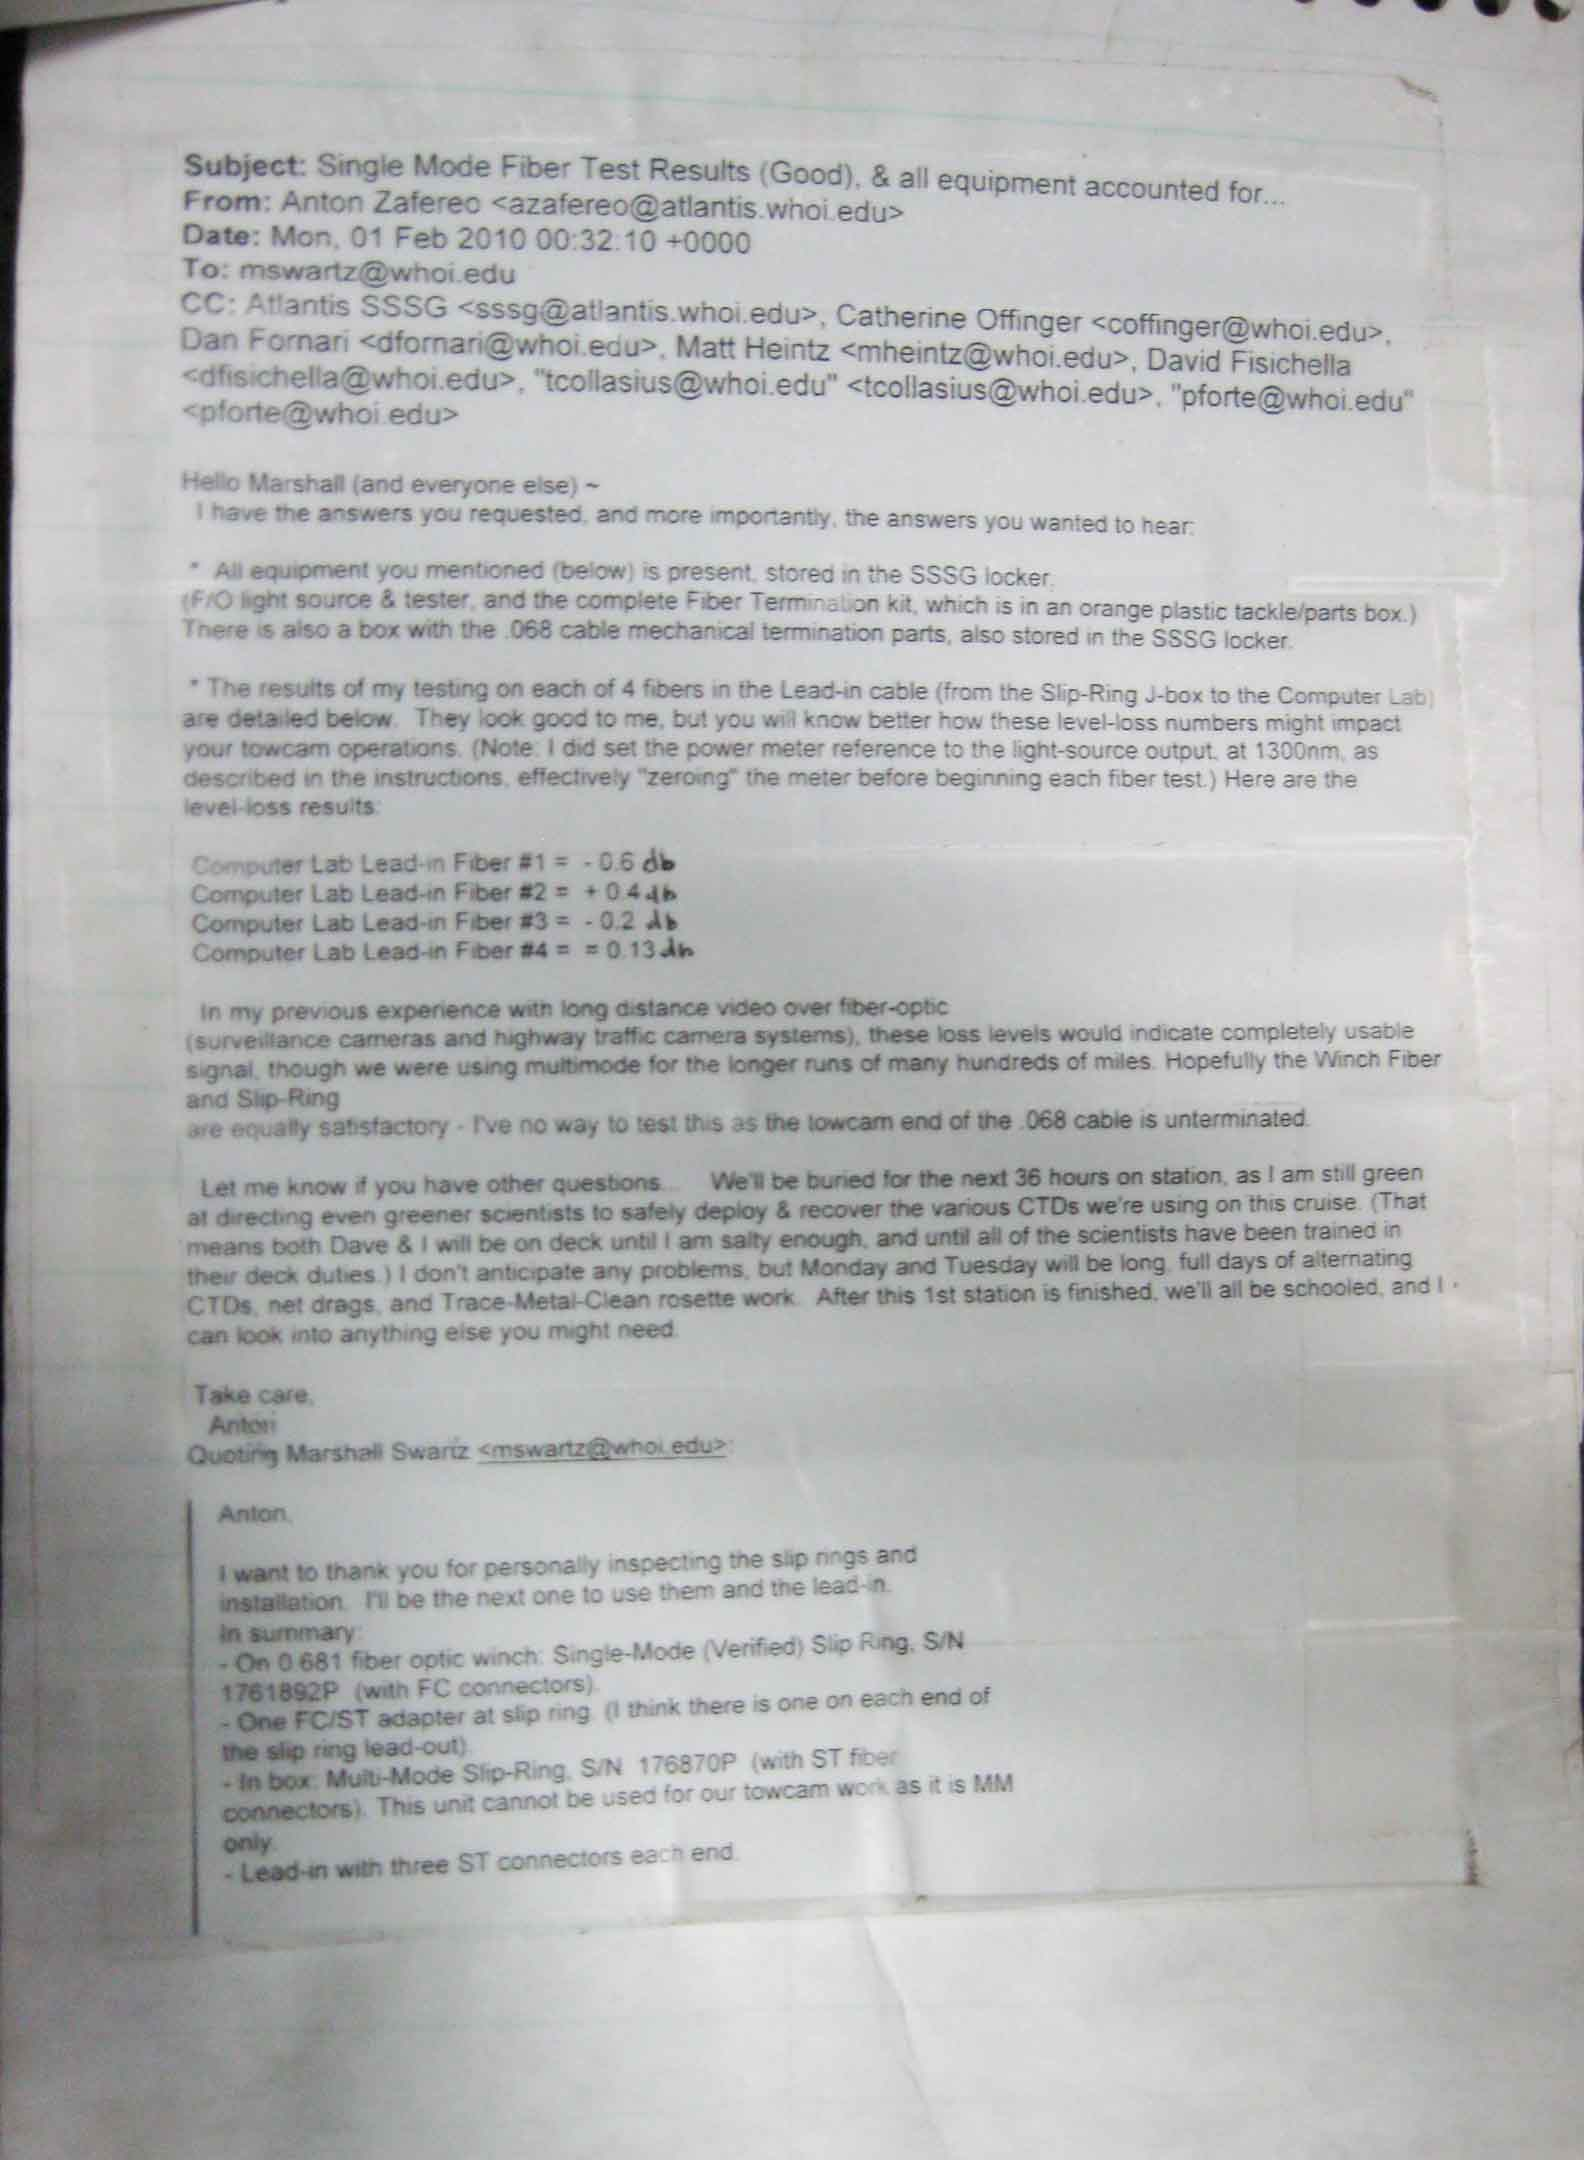 Subject: Single Mode Fiber Test Results (Good), & all equipment accounted for...
From: Anton Zafereo <azafereo@atlantis.whoi.edu>
Date: Mon, 01 Feb 2010 00:32:10 +0000
To: mswartz@whoi.edu
CC: Atlantis SSSG <sssg@atlantis.whoi.edu>, Catherine Offinger <coffinger@whoi.edu>,
Dan Fornari <dfornari@whoi.edu>, Matt Heintz <mheintz@whoi.edu>, David Fisichella
<dfisichella@whoi.edu>, "tcollasius@whoi.edu" <tcollasius@whoi.edu>, "pforte@whoi.edu"
<pforte@whoi.edu>
Hello Marshall (and everyone else) ~
I have the answers you requested, and more importantly, the answers you wanted to hear:
* All equipment you mentioned (below) is present, stored in the SSSG locker.
(F/O light source & tester, and the complete Fiber Termination kit, which is in an orange plastic tackle/parts box.)
There is also a box with the .068 cable mechanical termination parts, also stored in the SSSG locker.
* The results of my testing on each of 4 fibers in the Lead-in cable (from the Slip-Ring J-box to the Computer Lab)
are detailed below. They look good to me, but you will know better how these level-loss numbers might impact
your towcam operations. (Note: I did set the power meter reference to the light-source output, at 1300nm, as
described in the instructions, effectively "zeroing" the meter before beginning each fiber test.) Here are the
level-loss results:
Computer Lab Lead-in Fiber #1 = - 0.6 db
Computer Lab Lead-in Fiber #2 = + 0.4 db
Computer Lab Lead-in Fiber #3 = - 0.2 db
Computer Lab Lead-in Fiber #4 = = 0.13 db
In my previous experience with long distance video over fiber-optic
(surveillance cameras and highway traffic camera systems), these loss levels would indicate completely usable
signal, though we were using multimode for the longer runs of many hundreds of miles. Hopefully the Winch Fiber
and Slip-Ring
are equally satisfactory - I've no way to test this as the towcam end of the .068 cable is unterminated.
Let me know if you have other questions... We'll be buried for the next 36 hours on station, as I am still green
at directing even greener scientists to safely deploy & recover the various CTDs we're using on this cruise. (That
means both Dave & I will be on deck until I am salty enough, and until all of the scientists have been trained in
their deck duties.) I don't anticipate any problems, but Monday and Tuesday will be long, full days of alternating
CTDs, net drags, and Trace-Metal-Clean rosette work. After this 1st station is finished, we'll all be schooled, and I
can look into anything else you might need.
Take care,
Anton
Quoting Marshall Swartz <mswartz@whoi.edu>:
Anton,
I want to thank you for personally inspecting the slip rings and
installation. I'll be the next one to use them and the lead-in.
In summary:
- On 0.681 fiber optic winch: Single-Mode (Verified) Slip Ring, S/N
1761892P (with FC connectors).
- One FC/ST adapter at slip ring. (I think there is one on each end of
the slip ring lead-out).
- In box: Multi-Mode Slip-Ring, S/N 176870P (with ST fiber
connectors). This unit cannot be used for our towcam work as it is MM
only.
- Lead-in with three ST connectors each end.